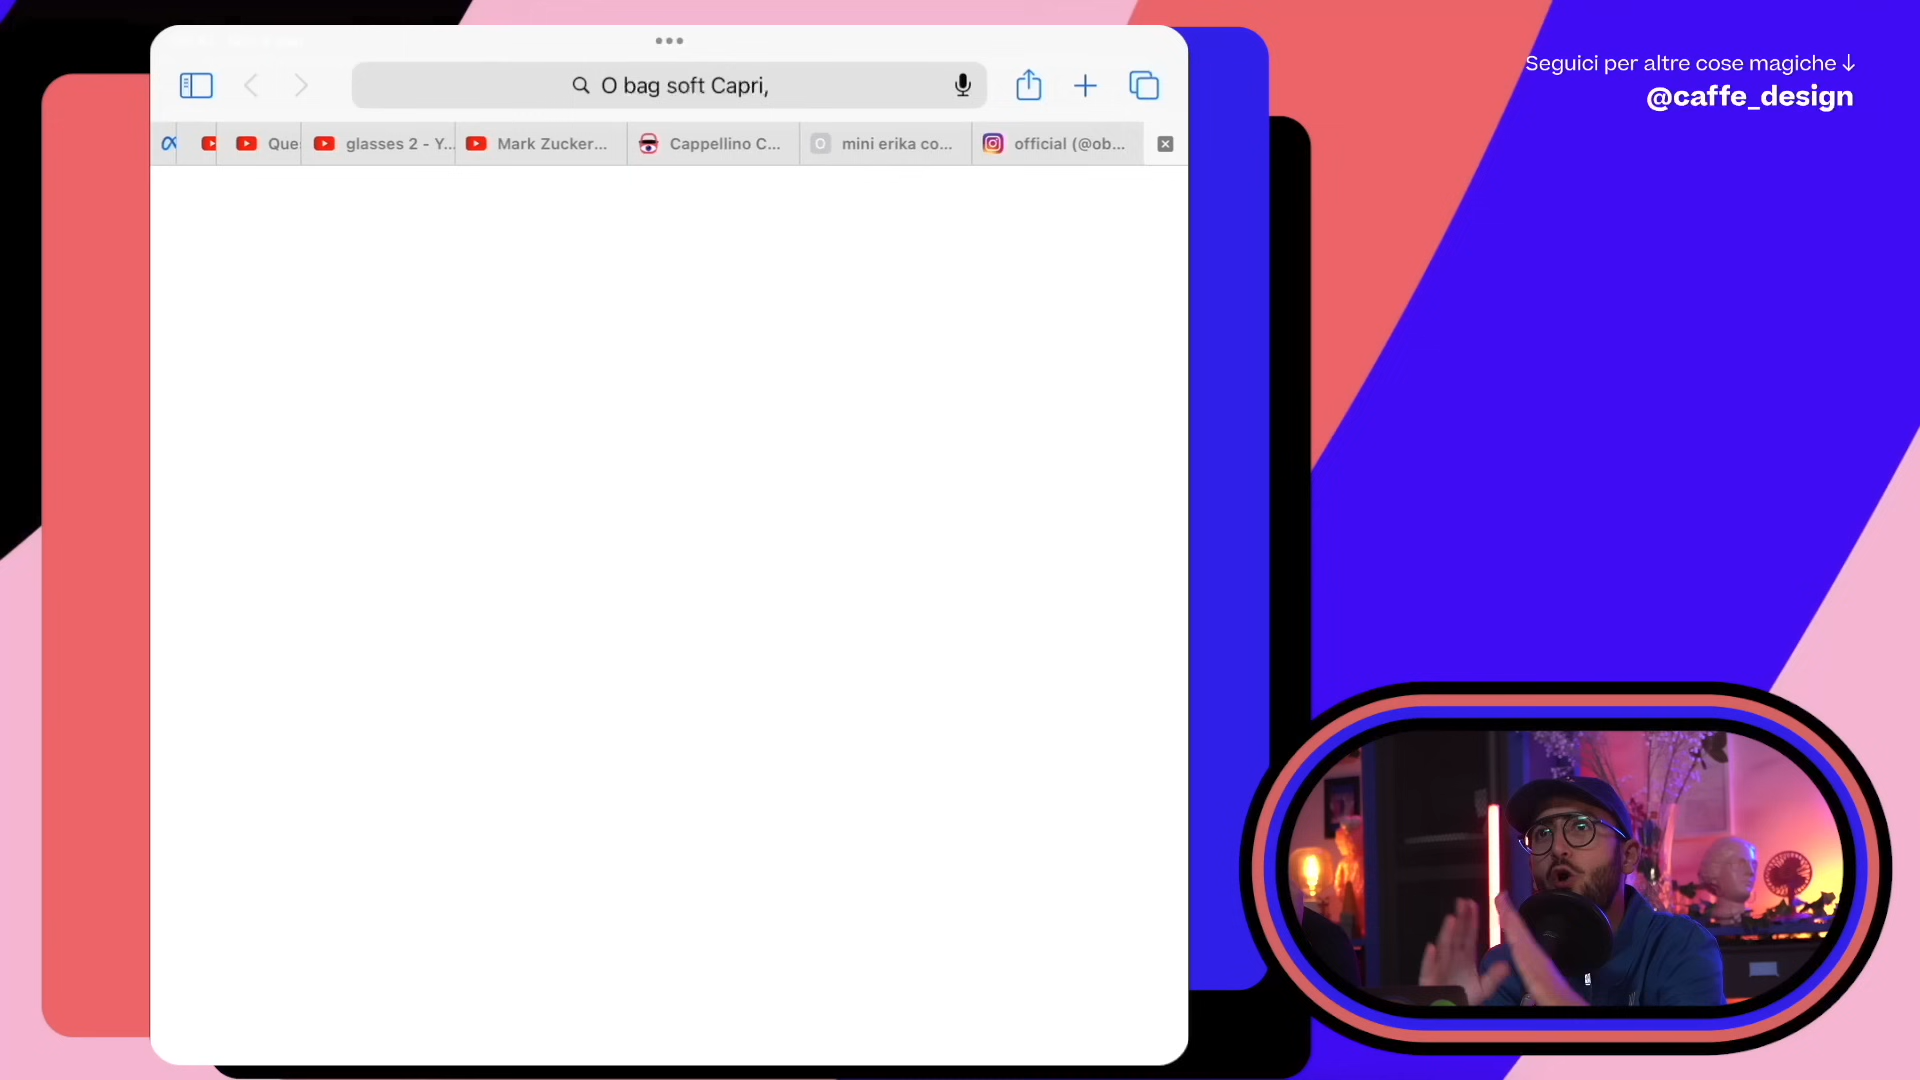 Seguici per altre cose magiche ↓
@caffe_design
O bag soft Capri,
Que
glasses 2 - Y...
Mark Zucker...
Cappellino C...
O mini erika co...
official (@ob...